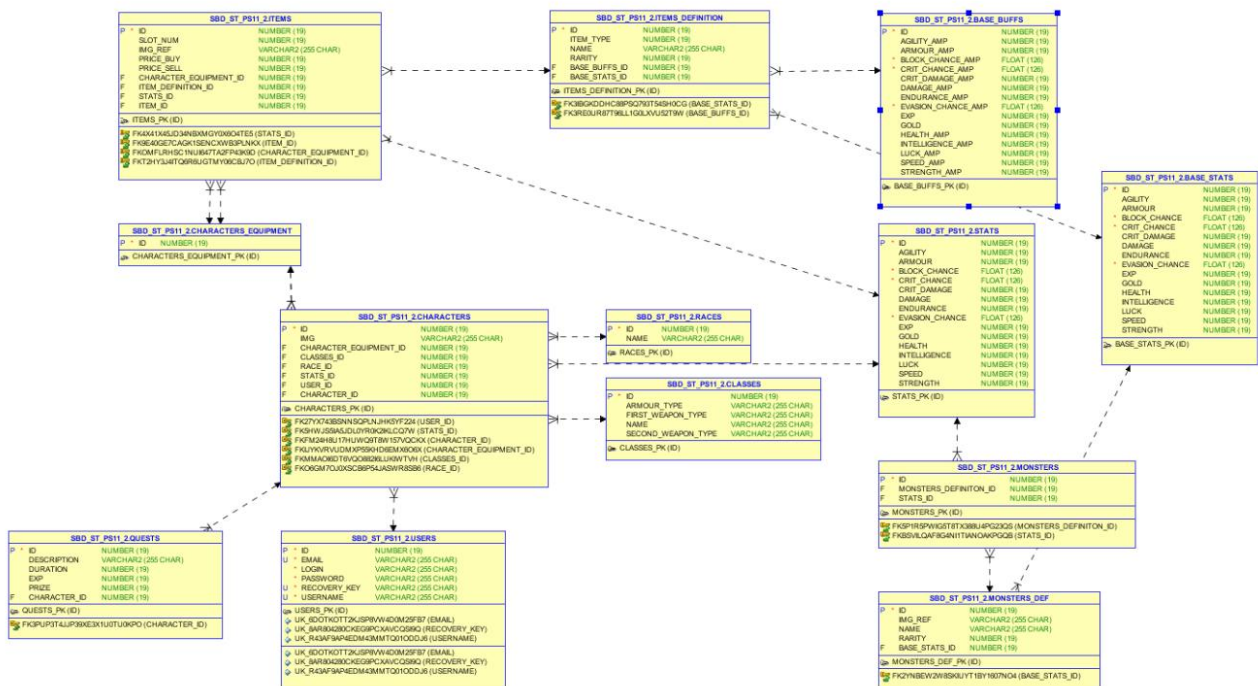 SBD_ST_PS11_2.ITEMS
P * ID NUMBER (19)
SLOT_NUM NUMBER (19)
IMG_REF VARCHAR2 (255 CHAR)
PRICE_BUY NUMBER (19)
PRICE_SELL NUMBER (19)
F CHARACTER_EQUIPMENT_ID NUMBER (19)
F ITEM_DEFINITION_ID NUMBER (19)
F STATS_ID NUMBER (19)
F ITEM_ID NUMBER (19)
ITEMS_PK (ID)
(STATS_ID)
(ITEM_ID)
(CHARACTER_EQUIPMENT_ID)
(ITEM_DEFINITION_ID)
SBD_ST_PS11_2.ITEMS_DEFINITION
P * ID NUMBER (19)
ITEM_TYPE NUMBER (19)
NAME VARCHAR2 (255 CHAR)
RARITY NUMBER (19)
F BASE_BUFFS_ID NUMBER (19)
F BASE_STATS_ID NUMBER (19)
ITEMS_DEFINITION_PK (ID)
(BASE_STATS_ID)
(BASE_BUFFS_ID)
SBD_ST_PS11_2.BASE_BUFFS
P * ID NUMBER (19)
AGILITY_AMP NUMBER (19)
ARMOUR_AMP NUMBER (19)
* BLOCK_CHANCE_AMP FLOAT (126)
* CRIT_CHANCE_AMP FLOAT (126)
CRIT_DAMAGE_AMP NUMBER (19)
DAMAGE_AMP NUMBER (19)
ENDURANCE_AMP NUMBER (19)
* EVASION_CHANCE_AMP FLOAT (126)
EXP NUMBER (19)
GOLD NUMBER (19)
HEALTH_AMP NUMBER (19)
INTELLIGENCE_AMP NUMBER (19)
LUCK_AMP NUMBER (19)
SPEED_AMP NUMBER (19)
STRENGTH_AMP NUMBER (19)
BASE_BUFFS_PK (ID)
SBD_ST_PS11_2.BASE_STATS
P * ID NUMBER (19)
AGILITY NUMBER (19)
ARMOUR NUMBER (19)
* BLOCK_CHANCE FLOAT (126)
* CRIT_CHANCE FLOAT (126)
CRIT_DAMAGE NUMBER (19)
DAMAGE NUMBER (19)
ENDURANCE NUMBER (19)
* EVASION_CHANCE FLOAT (126)
EXP NUMBER (19)
GOLD NUMBER (19)
HEALTH NUMBER (19)
INTELLIGENCE NUMBER (19)
LUCK NUMBER (19)
SPEED NUMBER (19)
STRENGTH NUMBER (19)
BASE_STATS_PK (ID)
SBD_ST_PS11_2.CHARACTERS_EQUIPMENT
P * ID NUMBER (19)
CHARACTERS_EQUIPMENT_PK (ID)
SBD_ST_PS11_2.STATS
P * ID NUMBER (19)
AGILITY NUMBER (19)
ARMOUR NUMBER (19)
* BLOCK_CHANCE FLOAT (126)
* CRIT_CHANCE FLOAT (126)
CRIT_DAMAGE NUMBER (19)
DAMAGE NUMBER (19)
ENDURANCE NUMBER (19)
* EVASION_CHANCE FLOAT (126)
EXP NUMBER (19)
GOLD NUMBER (19)
HEALTH NUMBER (19)
INTELLIGENCE NUMBER (19)
LUCK NUMBER (19)
SPEED NUMBER (19)
STRENGTH NUMBER (19)
STATS_PK (ID)
SBD_ST_PS11_2.CHARACTERS
P * ID NUMBER (19)
IMG VARCHAR2 (255 CHAR)
F CHARACTER_EQUIPMENT_ID NUMBER (19)
F CLASSES_ID NUMBER (19)
F RACE_ID NUMBER (19)
F STATS_ID NUMBER (19)
F USER_ID NUMBER (19)
F CHARACTER_ID NUMBER (19)
CHARACTERS_PK (ID)
(USER_ID)
(STATS_ID)
(CHARACTER_ID)
(CHARACTER_EQUIPMENT_ID)
(CLASSES_ID)
(RACE_ID)
SBD_ST_PS11_2.RACES
P * ID NUMBER (19)
NAME VARCHAR2 (255 CHAR)
RACES_PK (ID)
SBD_ST_PS11_2.CLASSES
P * ID NUMBER (19)
ARMOUR_TYPE VARCHAR2 (255 CHAR)
FIRST_WEAPON_TYPE VARCHAR2 (255 CHAR)
NAME VARCHAR2 (255 CHAR)
SECOND_WEAPON_TYPE VARCHAR2 (255 CHAR)
CLASSES_PK (ID)
SBD_ST_PS11_2.MONSTERS
P * ID NUMBER (19)
F MONSTERS_DEFINITON_ID NUMBER (19)
F STATS_ID NUMBER (19)
MONSTERS_PK (ID)
(MONSTERS_DEFINITON_ID)
(STATS_ID)
SBD_ST_PS11_2.QUESTS
P * ID NUMBER (19)
DESCRIPTION VARCHAR2 (255 CHAR)
DURATION NUMBER (19)
EXP NUMBER (19)
PRIZE NUMBER (19)
F CHARACTER_ID NUMBER (19)
QUESTS_PK (ID)
(CHARACTER_ID)
SBD_ST_PS11_2.USERS
P * ID NUMBER (19)
U * EMAIL VARCHAR2 (255 CHAR)
* LOGIN VARCHAR2 (255 CHAR)
* PASSWORD VARCHAR2 (255 CHAR)
U * RECOVERY_KEY VARCHAR2 (255 CHAR)
U * USERNAME VARCHAR2 (255 CHAR)
USERS_PK (ID)
(EMAIL)
(RECOVERY_KEY)
(USERNAME)
(EMAIL)
(RECOVERY_KEY)
(USERNAME)
SBD_ST_PS11_2.MONSTERS_DEF
P * ID NUMBER (19)
IMG_REF VARCHAR2 (255 CHAR)
NAME VARCHAR2 (255 CHAR)
RARITY NUMBER (19)
F BASE_STATS_ID NUMBER (19)
MONSTERS_DEF_PK (ID)
(BASE_STATS_ID)